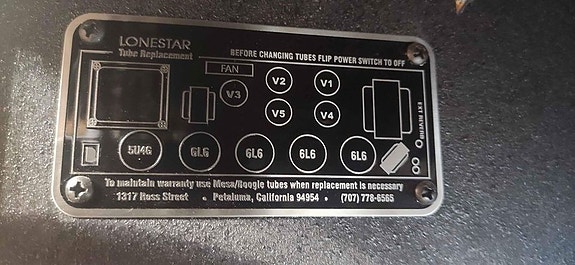 LONESTAR
Tube Replacement
BEFORE CHANGING TUBES FLIP POWER SWITCH TO OFF
FAN
V3
V2
V1
V5
V4
EXT REVERB
5U4G
6L6
6L6
6L6
6L6
To maintain warranty use Mesa/Boogie tubes when replacement is necessary
1317 Ross Street • Petaluma, California 94954 • (707) 778-6565